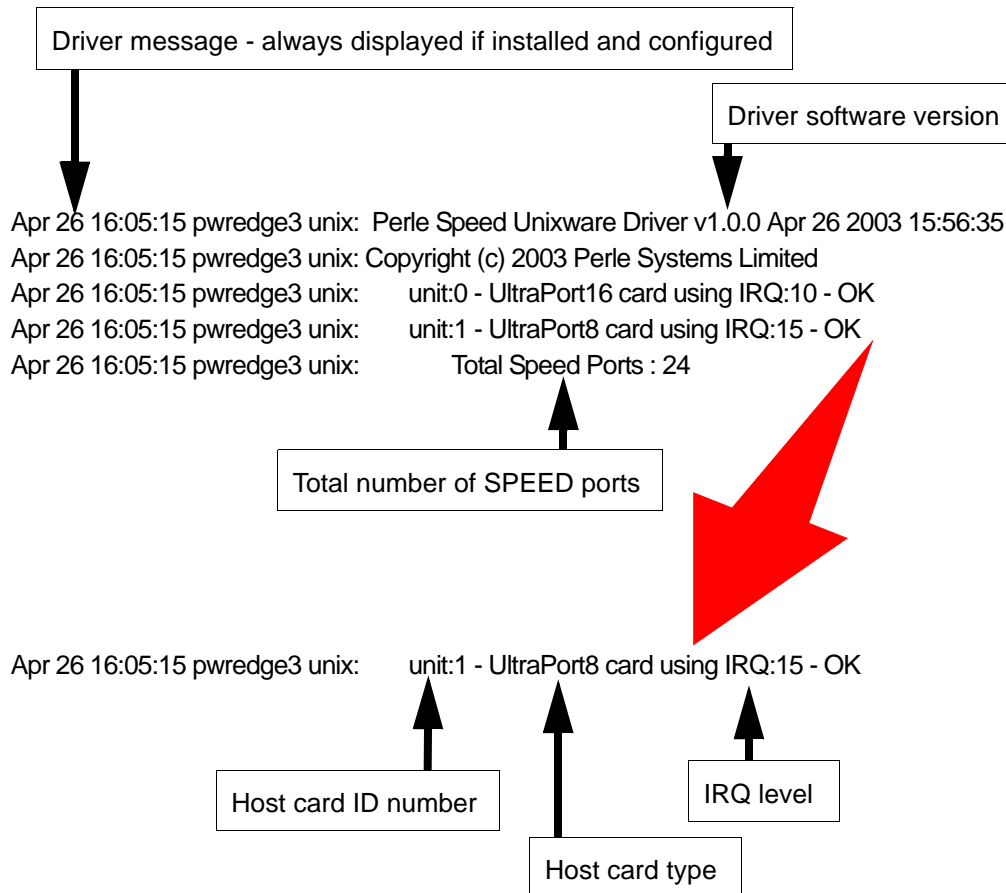 Driver message - always displayed if installed and configured
Driver software version
Apr 26 16:05:15 pwredge3 unix: Perle Speed Unixware Driver v1.0.0 Apr 26 2003 15:56:35
Apr 26 16:05:15 pwredge3 unix: Copyright (c) 2003 Perle Systems Limited
Apr 26 16:05:15 pwredge3 unix: unit:0 - UltraPort16 card using IRQ:10 - OK
Apr 26 16:05:15 pwredge3 unix: unit:1 - UltraPort8 card using IRQ:15 - OK
Apr 26 16:05:15 pwredge3 unix: Total Speed Ports : 24
Total number of SPEED ports
Apr 26 16:05:15 pwredge3 unix: unit:1 - UltraPort8 card using IRQ:15 - OK
Host card ID number
IRQ level
Host card type